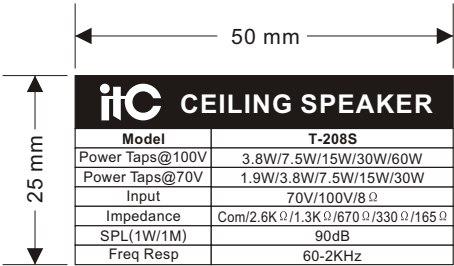 50 mm
25 mm
itC CEILING SPEAKER
Model T-208S
Power Taps@100V 3.8W/7.5W/15W/30W/60W
Power Taps@70V 1.9W/3.8W/7.5W/15W/30W
Input 70V/100V/8Ω
Impedance Com/2.6KΩ/1.3KΩ/670Ω/330Ω/165Ω
SPL(1W/1M) 90dB
Freq Resp 60-2KHz